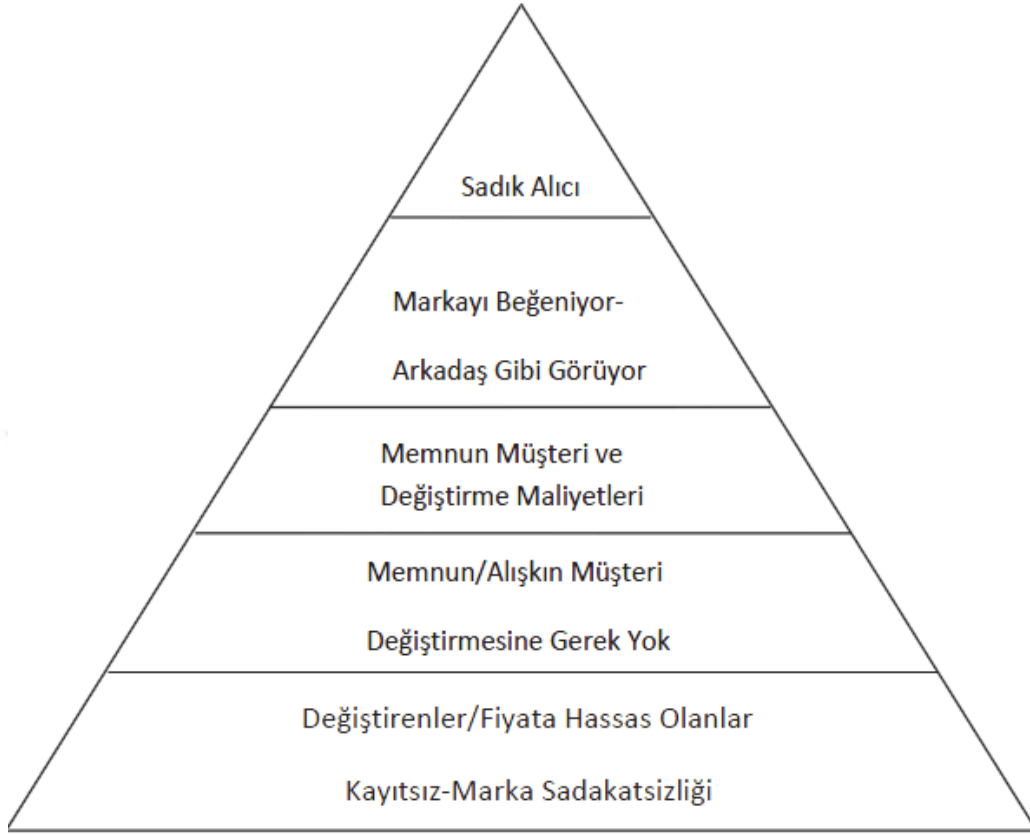 Sadık Alıcı
Markayı Beğeniyor-
Arkadaş Gibi Görüyor
Memnun Müşteri ve
Değiştirme Maliyetleri
Memnun/Alışkın Müşteri
Değiştirmesine Gerek Yok
Değiştirenler/Fiyata Hassas Olanlar
Kayıtsız-Marka Sadakatsizliği